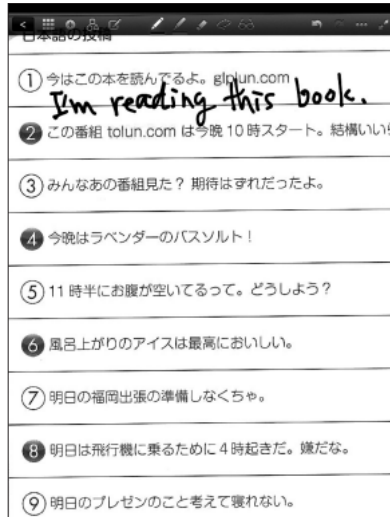 日本語の投稿
① 今はこの本を読んでるよ。glplun.com
I'm reading this book.
② この番組 tolun.com は今晩 10 時スタート。結構いいら
③ みんなあの番組見た？ 期待はずれだったよ。
④ 今晩はラベンダーのバスソルト！
⑤ 11 時半にお腹が空いてるって。どうしよう？
⑥ 風呂上がりのアイスは最高においしい。
⑦ 明日の福岡出張の準備しなくちゃ。
⑧ 明日は飛行機に乗るために 4 時起きだ。嫌だな。
⑨ 明日のプレゼンのこと考えて寝れない。